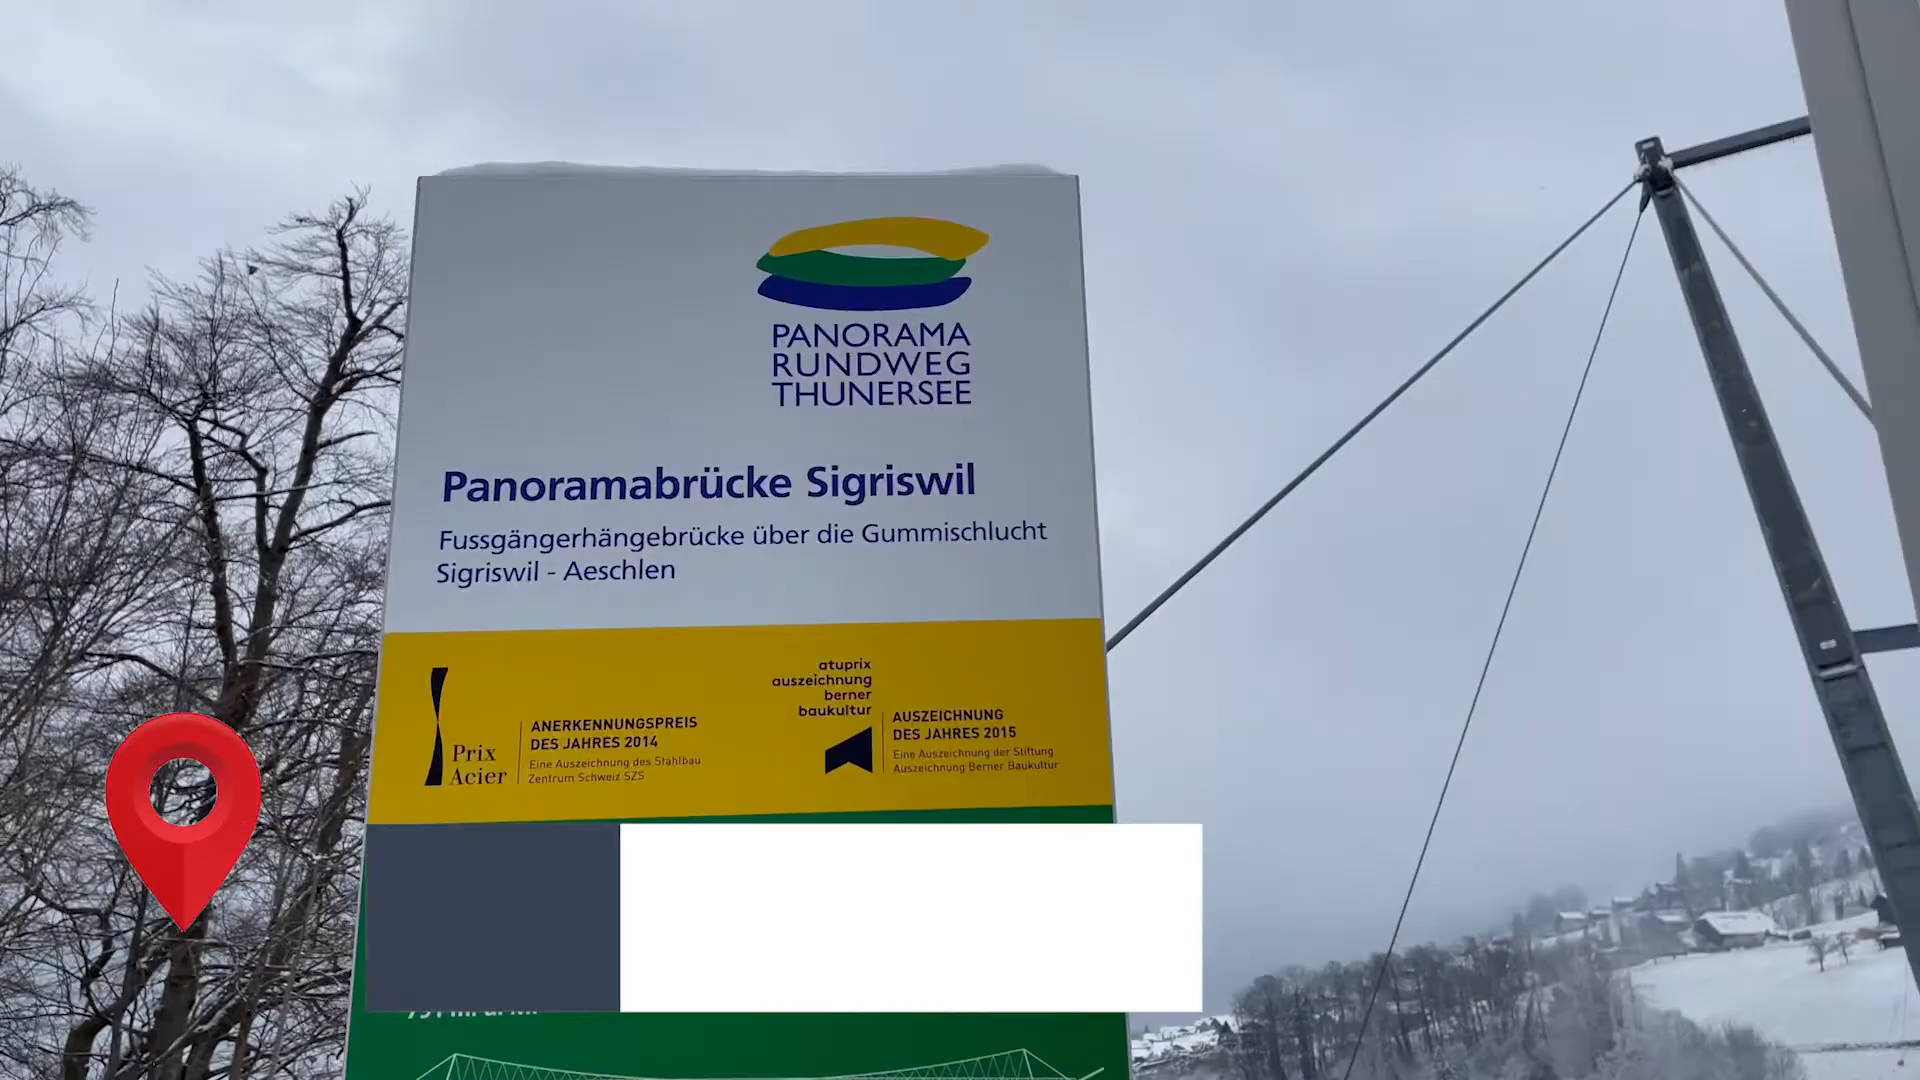 PANORAMA
RUNDWEG
THUNERSEE
Panoramabrücke Sigriswil
Fussgängerhängebrücke über die Gummischlucht
Sigriswil - Aeschlen
Prix
Acier
ANERKENNUNGSPREIS
DES JAHRES 2014
Eine Auszeichnung des Stahlbau
Zentrum Schweiz SZS
atuprix
auszeichnung
berner
baukultur
AUSZEICHNUNG
DES JAHRES 2015
Eine Auszeichnung der Stiftung
Auszeichnung Berner Baukultur